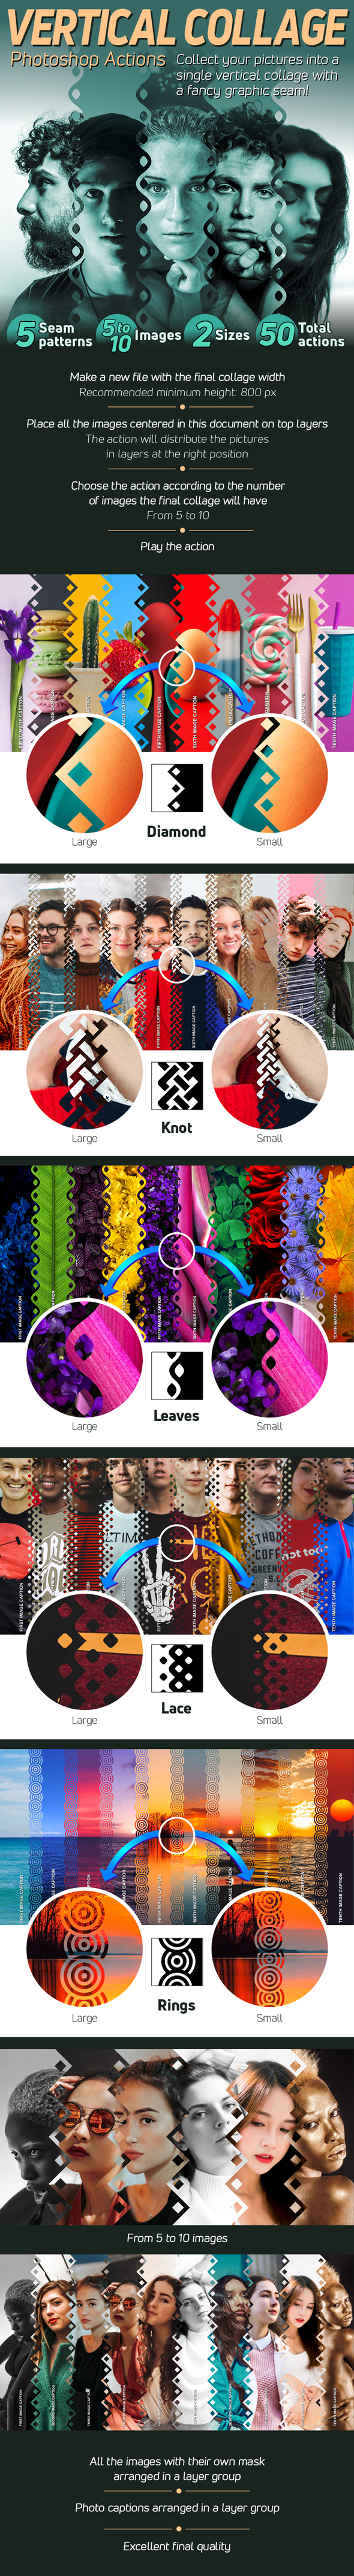 VERTICAL COLLAGE
Photoshop Actions
Collect your pictures into a
single vertical collage with
a fancy graphic seam!
5 Seam patterns
5 to 10 Images
2 Sizes
50 Total actions
Make a new file with the final collage width
Recommended minimum height: 800 px
Place all the images centered in this document on top layers
The action will distribute the pictures
in layers at the right position
Choose the action according to the number
of images the final collage will have
From 5 to 10
Play the action
FIFTH IMAGE CAPTION
SIXTH IMAGE CAPTION
TENTH IMAGE CAPTION
Large
Diamond
Small
FIFTH IMAGE CAPTION
SIXTH IMAGE CAPTION
TENTH IMAGE CAPTION
Large
Knot
Small
FIRST IMAGE CAPTION
TENTH IMAGE CAPTION
Large
Leaves
Small
FIRST IMAGE CAPTION
TENTH IMAGE CAPTION
not too
Large
Lace
Small
FIRST IMAGE CAPTION
FIFTH IMAGE CAPTION
SIXTH IMAGE CAPTION
TENTH IMAGE CAPTION
Large
Rings
Small
From 5 to 10 images
FIRST IMAGE CAPTION
SECOND IMAGE CAPTION
THIRD IMAGE CAPTION
TENTH IMAGE CAPTION
All the images with their own mask
arranged in a layer group
Photo captions arranged in a layer group
Excellent final quality